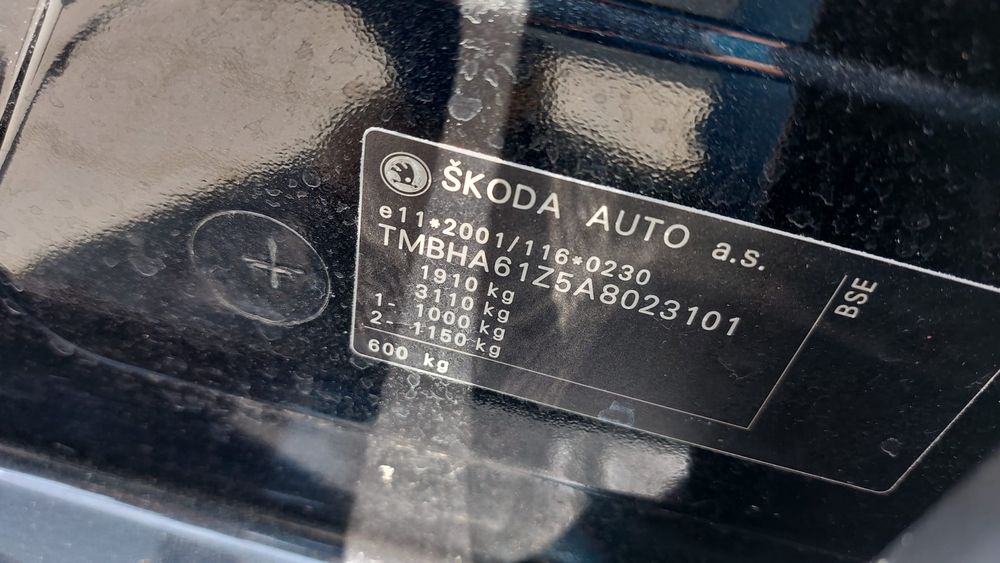 ŠKODA AUTO a.s.
e11*2001/116*0230
TMBHA61Z5A8023101
1910 kg
3110 kg
1- 1000 kg
2- 1150 kg
600 kg
BSE